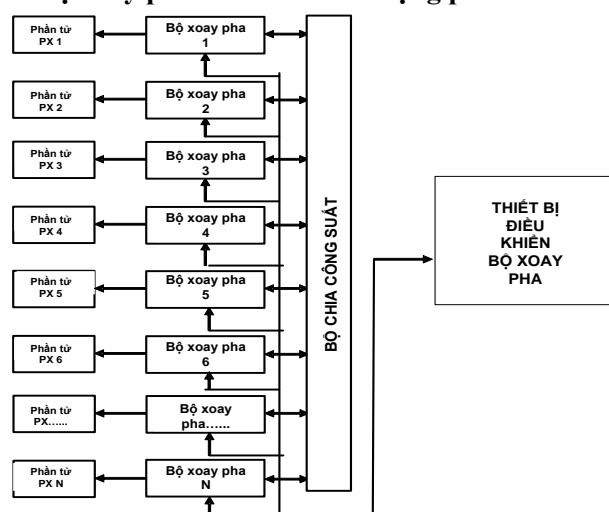 Phần tử
PX 1
Bộ xoay pha
1
Phần tử
PX 2
Bộ xoay pha
2
Phần tử
PX 3
Bộ xoay pha
3
Phần tử
PX 4
Bộ xoay pha
4
Phần tử
PX 5
Bộ xoay pha
5
Phần tử
PX 6
Bộ xoay pha
6
Phần tử
PX……
Bộ xoay
pha……
Phần tử
PX N
Bộ xoay pha
N
BỘ CHIA CÔNG SUẤT
THIẾT BỊ
ĐIỀU
KHIỂN
BỘ XOAY
PHA